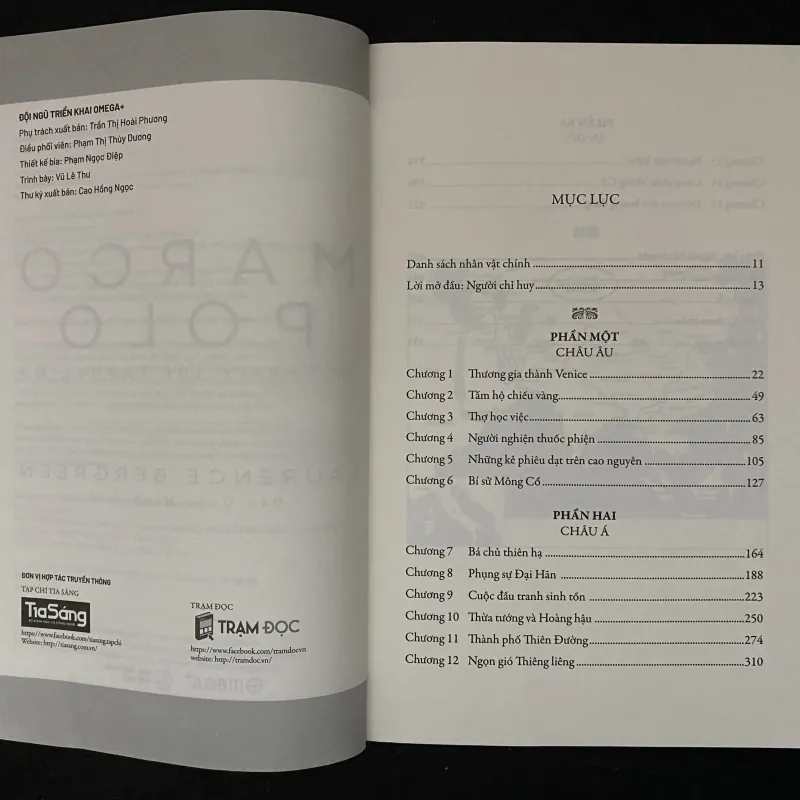 ĐỘI NGŨ TRIỂN KHAI OMEGA+
Phụ trách xuất bản: Trần Thị Hoài Phương
Điều phối viên: Phạm Thị Thùy Dương
Thiết kế bìa: Phạm Ngọc Điệp
Trình bày: Vũ Lê Thư
Thư ký xuất bản: Cao Hồng Ngọc
MARCO
POLO
LAURENCE BERGREEN
ĐƠN VỊ HỢP TÁC TRUYỀN THÔNG
TẠP CHÍ TIA SÁNG
TiaSáng
https://www.facebook.com/tiasang.tapchi
Website: http://tiasang.com.vn/
TRẠM ĐỌC
TRẠM ĐỌC
https://www.facebook.com/tramdocvn
website: http://tramdoc.vn/
MỤC LỤC
Danh sách nhân vật chính 11
Lời mở đầu: Người chỉ huy 13
PHẦN MỘT
CHÂU ÂU
Chương 1 Thương gia thành Venice 22
Chương 2 Tấm hộ chiếu vàng 49
Chương 3 Thợ học việc 63
Chương 4 Người nghiện thuốc phiện 85
Chương 5 Những kẻ phiêu dạt trên cao nguyên 105
Chương 6 Bí sử Mông Cổ 127
PHẦN HAI
CHÂU Á
Chương 7 Bá chủ thiên hạ 164
Chương 8 Phụng sự Đại Hãn 188
Chương 9 Cuộc đấu tranh sinh tồn 223
Chương 10 Thừa tướng và Hoàng hậu 250
Chương 11 Thành phố Thiên Đường 274
Chương 12 Ngọn gió Thiêng liêng 310